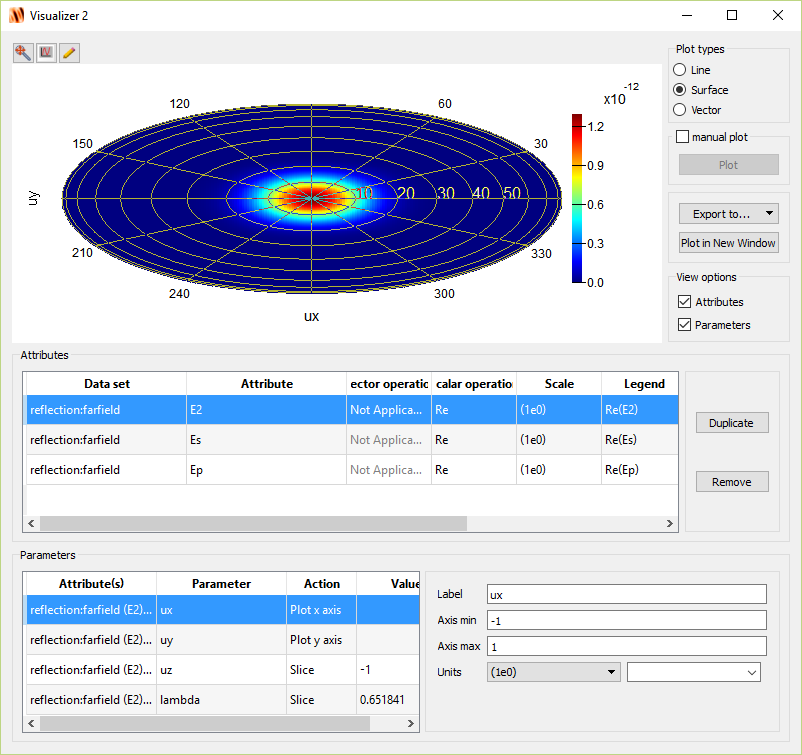 Visualizer 2
Plot types
Line
Surface
Vector
manual plot
Plot
Export to...
Plot in New Window
View options
Attributes
Parameters
x10 -12
120 60
150 30
10 20 30 40 50
210 330
240 300
uy
ux
1.2
0.9
0.6
0.3
0.0
Attributes
Data set Attribute ector operatic calar operation Scale Legend
reflection:farfield E2 Not Applica... Re (1e0) Re(E2)
reflection:farfield Es Not Applica... Re (1e0) Re(Es)
reflection:farfield Ep Not Applica... Re (1e0) Re(Ep)
Duplicate
Remove
Parameters
Attribute(s) Parameter Action Value
reflection:farfield (E2)... ux Plot x axis
reflection:farfield (E2)... uy Plot y axis
reflection:farfield (E2)... uz Slice -1
reflection:farfield (E2)... lambda Slice 0.651841
Label ux
Axis min -1
Axis max 1
Units (1e0)